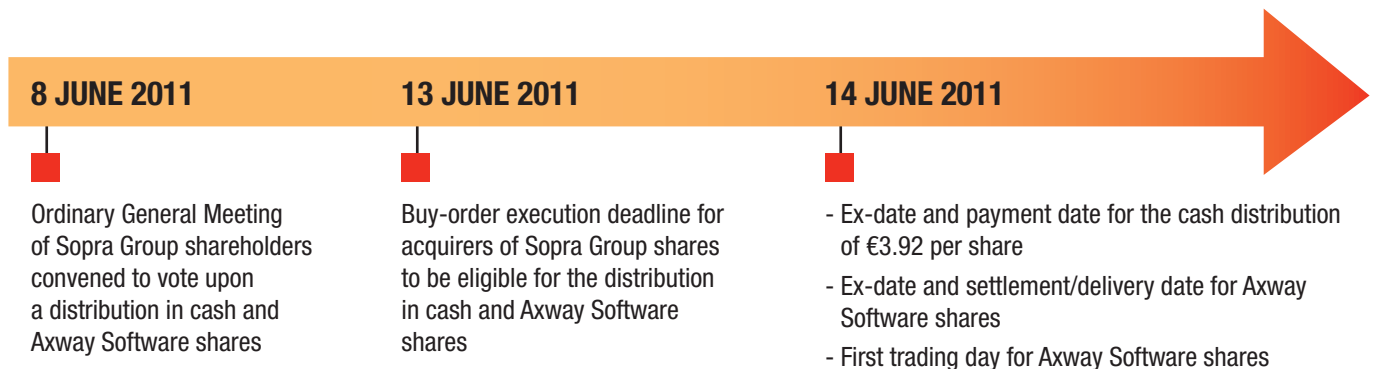 8 JUNE 2011
13 JUNE 2011
14 JUNE 2011
Ordinary General Meeting
of Sopra Group shareholders
convened to vote upon
a distribution in cash and
Axway Software shares
Buy-order execution deadline for
acquirers of Sopra Group shares
to be eligible for the distribution
in cash and Axway Software
shares
- Ex-date and payment date for the cash distribution
of €3.92 per share
- Ex-date and settlement/delivery date for Axway
Software shares
- First trading day for Axway Software shares